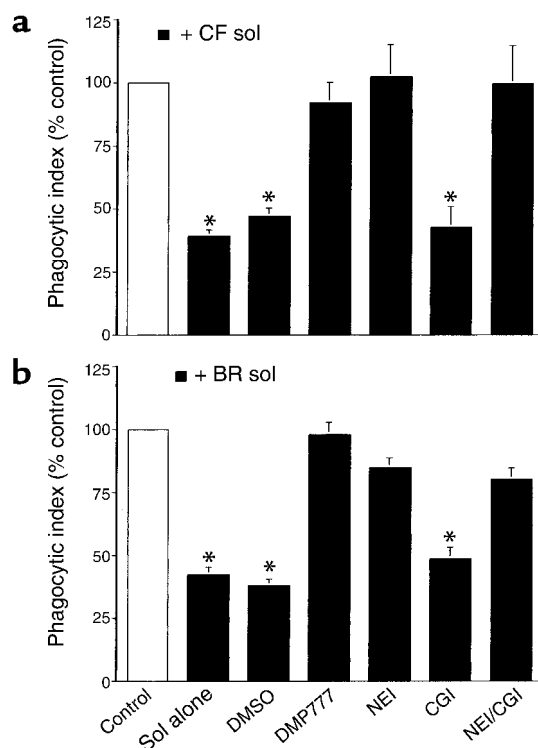 a
■ + CF sol
Phagocytic index (% control)
125
100
75
50
25
0
*
*
*
b
■ + BR sol
Phagocytic index (% control)
125
100
75
50
25
0
*
*
*
Control
Sol alone
DMSO
DMP777
NEI
CGI
NEI/CGI